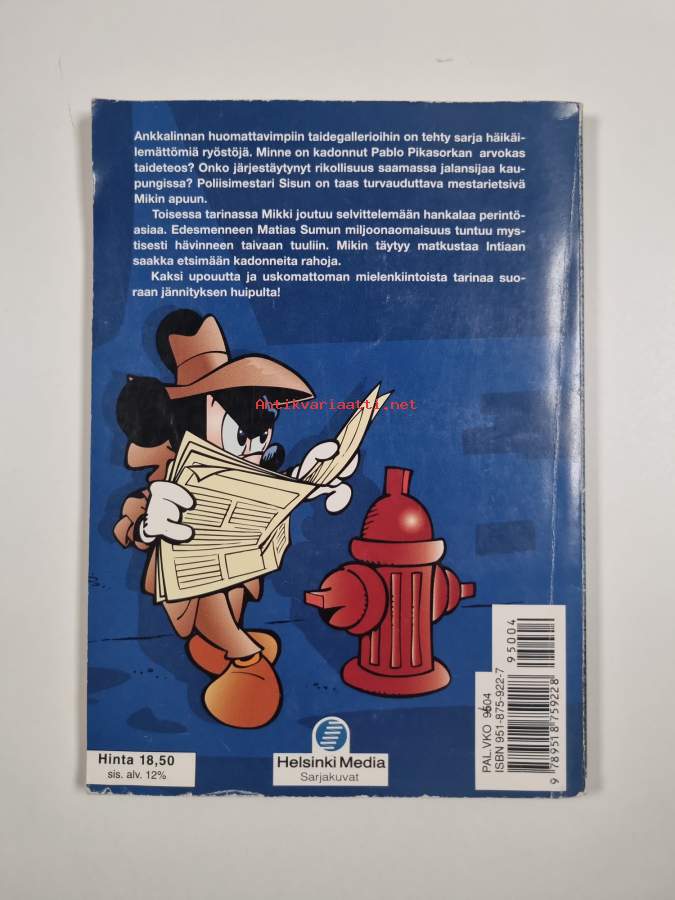 Ankkalinnan huomattavimpiin taidegallerioihin on tehty sarja häikäi-
lemättömiä ryöstöjä. Minne on kadonnut Pablo Pikasorkan arvokas
taideteos? Onko järjestäytynyt rikollisuus saamassa jalansijaa kau-
pungissa? Poliisimestari Sisun on taas turvauduttava mestarietsivä
Mikin apuun.
Toisessa tarinassa Mikki joutuu selvittelemään hankalaa perintö-
asiaa. Edesmenneen Matias Sumun miljoonaomaisuus tuntuu mys-
tisesti hävinneen taivaan tuuliin. Mikin täytyy matkustaa Intiaan
saakka etsimään kadonneita rahoja.
Kaksi upouutta ja uskomattoman mielenkiintoista tarinaa suo-
raan jännityksen huipulta!
Antikvariaatti.net
Hinta 18,50
sis. alv. 12%
Helsinki Media
Sarjakuvat
PAL.VKO 9604
ISBN 951-875-922-7
9 789518 759228
95004